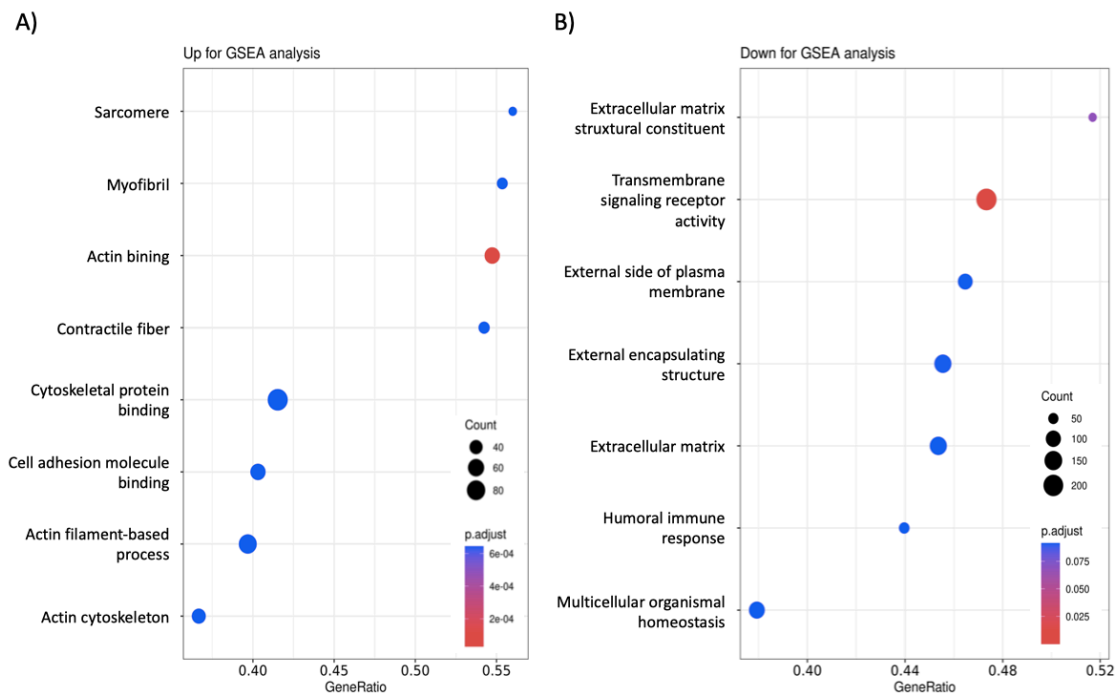 A)
Up for GSEA analysis
Sarcomere
Myofibril
Actin bining
Contractile fiber
Cytoskeletal protein
binding
Cell adhesion molecule
binding
Actin filament-based
process
Actin cytoskeleton
Count
40
60
80
p.adjust
6e-04
4e-04
2e-04
0.40
0.45
0.50
0.55
GeneRatio
B)
Down for GSEA analysis
Extracellular matrix
struxtural constituent
Transmembrane
signaling receptor
activity
External side of plasma
membrane
External encapsulating
structure
Extracellular matrix
Humoral immune
response
Multicellular organismal
homeostasis
Count
50
100
150
200
p.adjust
0.075
0.050
0.025
0.40
0.44
0.48
0.52
GeneRatio